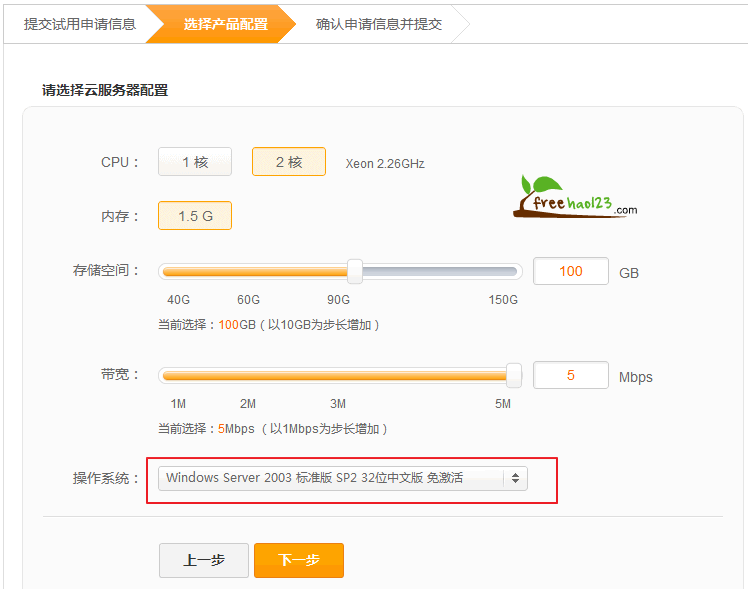 提交试用申请信息 选择产品配置 确认申请信息并提交
请选择云服务器配置
CPU： 1 核 2 核 Xeon 2.26GHz
freehao123.com
内存： 1.5 G
存储空间： 100 GB
40G 60G 90G 150G
当前选择：100GB（以10GB为步长增加）
带宽： 5 Mbps
1M 2M 3M 5M
当前选择：5Mbps （以1Mbps为步长增加）
操作系统： Windows Server 2003 标准版 SP2 32位中文版 免激活
上一步 下一步